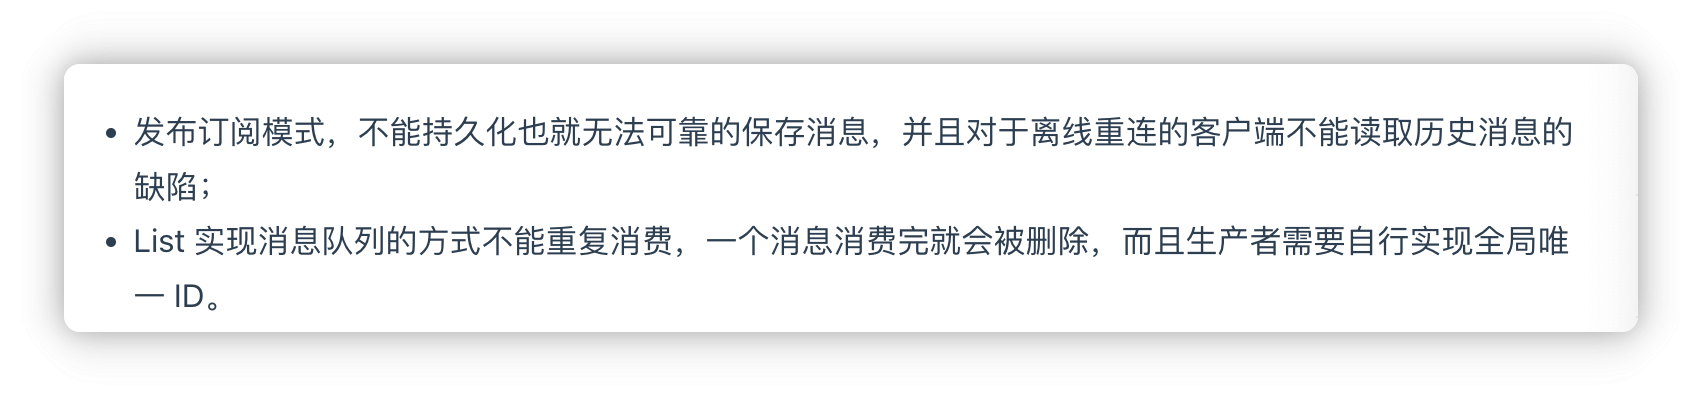 • 发布订阅模式，不能持久化也就无法可靠的保存消息，并且对于离线重连的客户端不能读取历史消息的
缺陷；
• List 实现消息队列的方式不能重复消费，一个消息消费完就会被删除，而且生产者需要自行实现全局唯
一 ID。